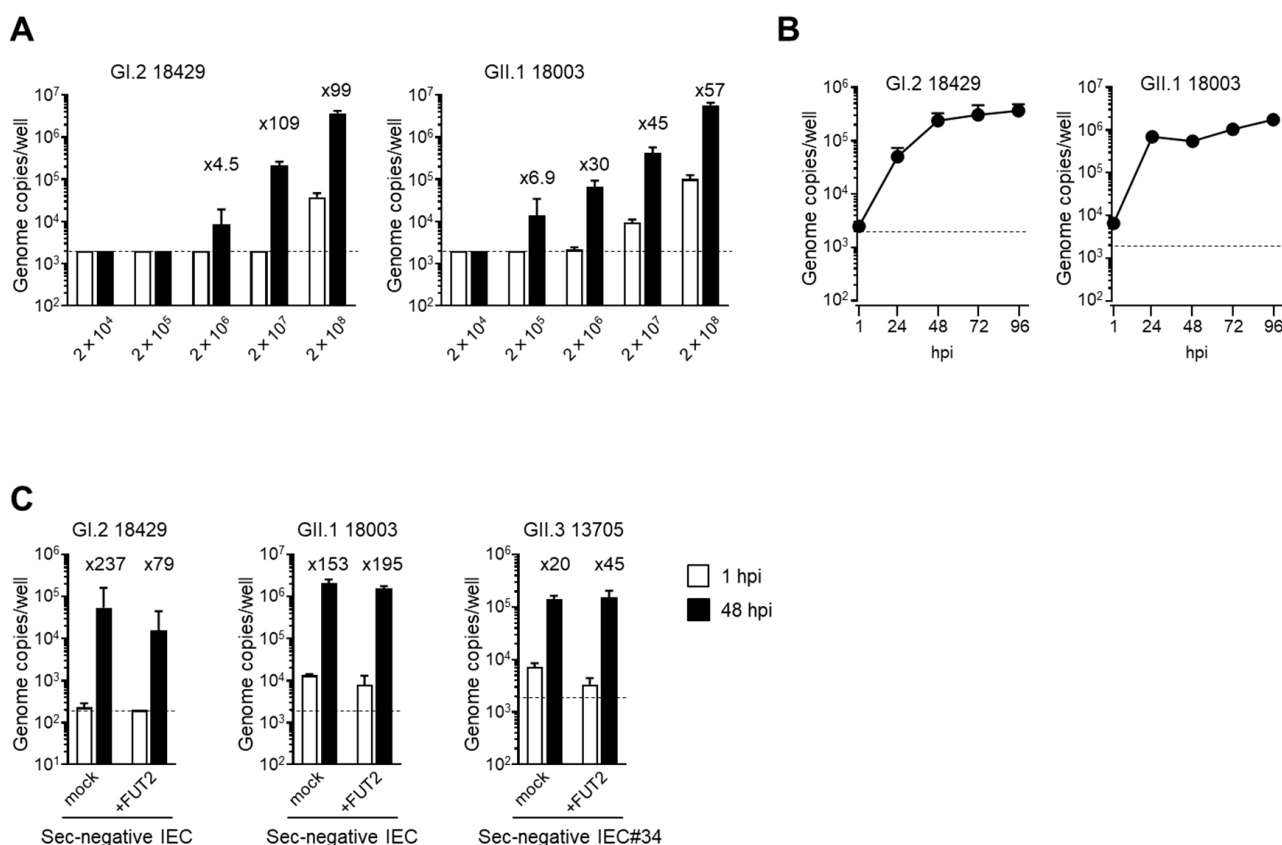 A
GI.2 18429
Genome copies/well
10⁷
10⁶
10⁵
10⁴
10³
10²
x4.5
x109
x99
2×10⁴
2×10⁵
2×10⁶
2×10⁷
2×10⁸
GII.1 18003
Genome copies/well
10⁷
10⁶
10⁵
10⁴
10³
10²
x6.9
x30
x45
x57
2×10⁴
2×10⁵
2×10⁶
2×10⁷
2×10⁸
B
GI.2 18429
Genome copies/well
10⁶
10⁵
10⁴
10³
10²
1 24 48 72 96
hpi
GII.1 18003
10⁷
10⁶
10⁵
10⁴
10³
10²
1 24 48 72 96
hpi
C
GI.2 18429
Genome copies/well
10⁶
10⁵
10⁴
10³
10²
10¹
x237 x79
mock
+FUT2
Sec-negative IEC
GII.1 18003
Genome copies/well
10⁷
10⁶
10⁵
10⁴
10³
10²
x153 x195
mock
+FUT2
Sec-negative IEC
GII.3 13705
Genome copies/well
10⁶
10⁵
10⁴
10³
10²
x20 x45
mock
+FUT2
Sec-negative IEC#34
1 hpi
48 hpi